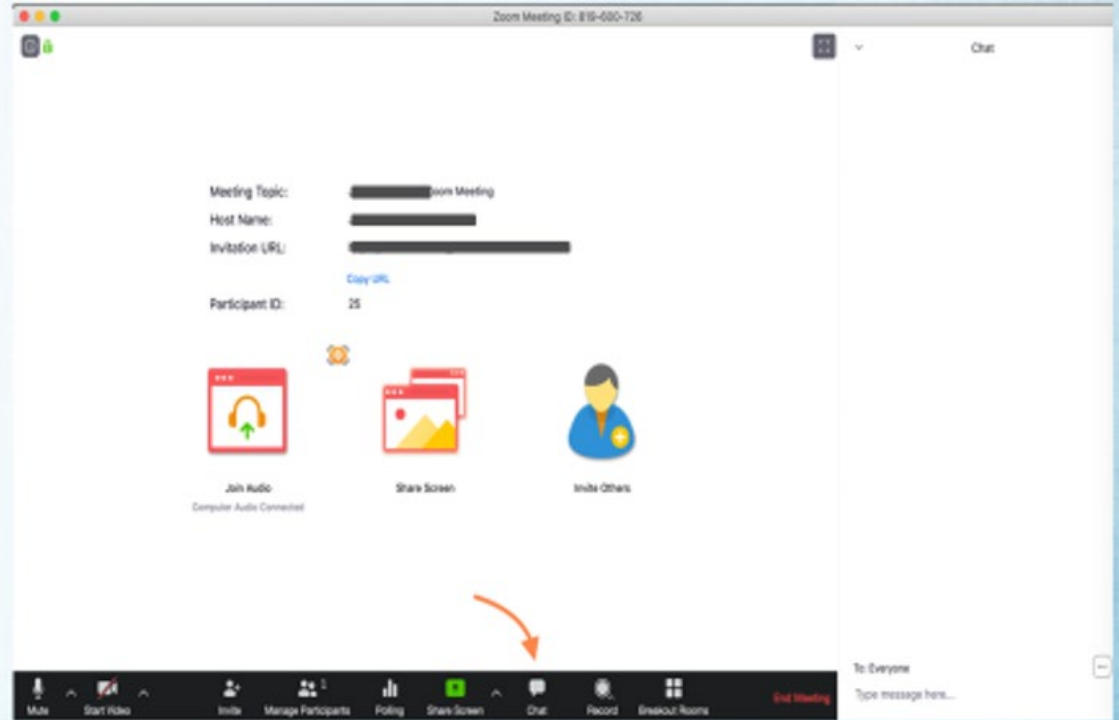 Zoom Meeting ID: 819-600-726
Chat
Meeting Topic: oom Meeting
Host Name:
Invitation URL:
Copy URL
Participant ID: 25
Join Audio
Share Screen
Invite Others
Computer Audio Connected
To: Everyone
Type message here...
1
Mute
Start Video
Invite
Manage Participants
Polling
Share Screen
Chat
Record
Breakout Rooms
End Meeting